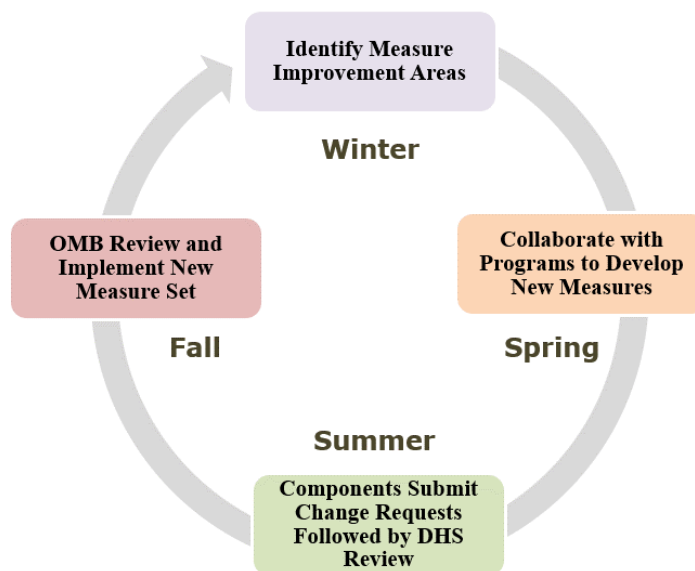 Identify Measure
Improvement Areas
Winter
Collaborate with
Programs to Develop
New Measures
Spring
Summer
Components Submit
Change Requests
Followed by DHS
Review
OMB Review and
Implement New
Measure Set
Fall